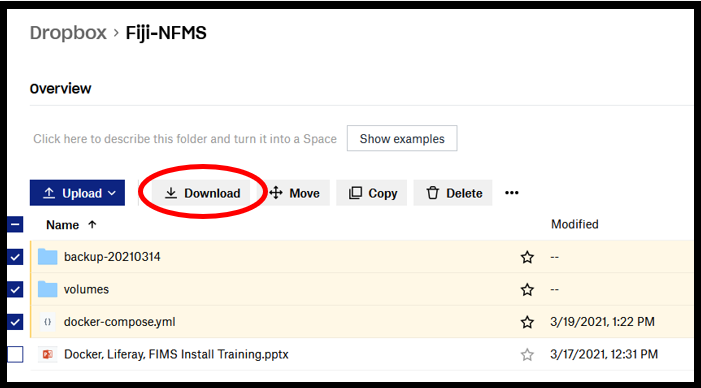 Dropbox > Fiji-NFMS
Overview
Click here to describe this folder and turn it into a Space Show examples
Upload Download Move Copy Delete •••
Name ↑ Modified
backup-20210314 --
volumes --
docker-compose.yml 3/19/2021, 1:22 PM
Docker, Liferay, FIMS Install Training.pptx 3/17/2021, 12:31 PM